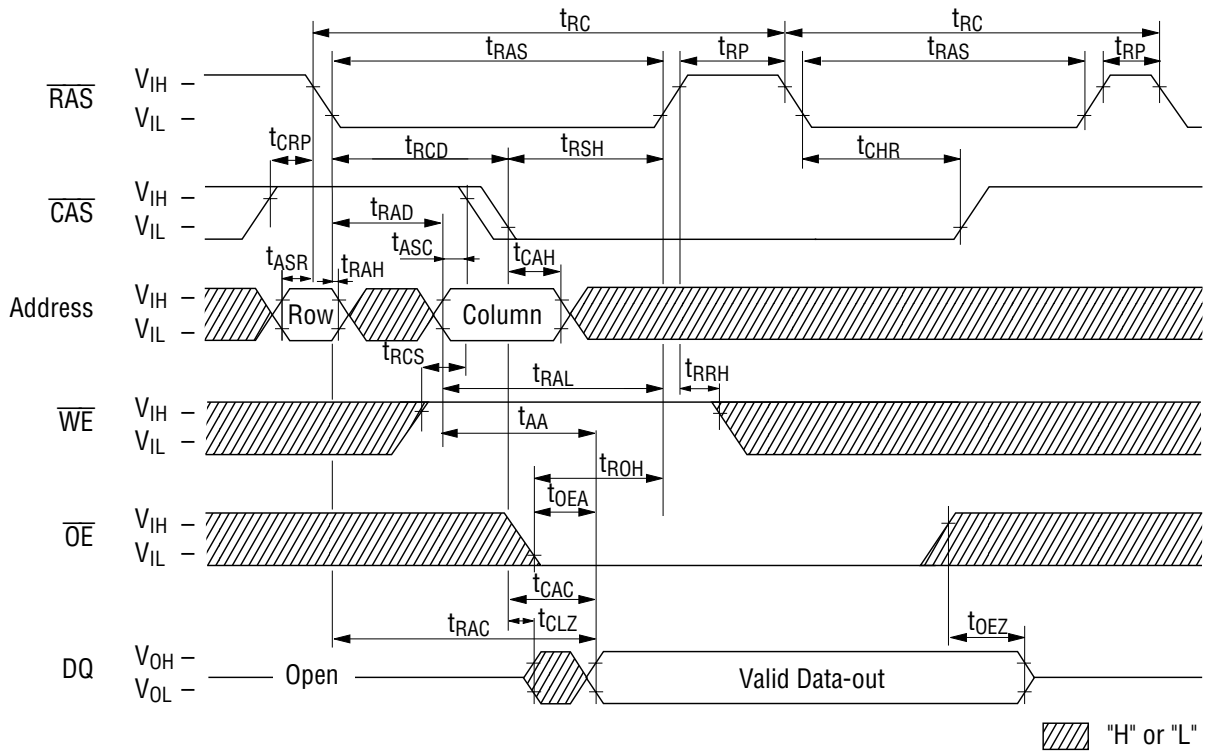 tRC tRC
tRAS tRP tRAS tRP
RAS VIH –
VIL –
tCRP tRCD tRSH tCHR
CAS VIH –
VIL –
tRAD
tASC tCAH
tASR tRAH
Address VIH –
VIL –
Row Column
tRCS tRAL tRRH
WE VIH –
VIL –
tAA
tROH
tOEA
OE VIH –
VIL –
tCAC
tRAC tCLZ tOEZ
DQ VOH –
VOL –
Open Valid Data-out
"H" or "L"